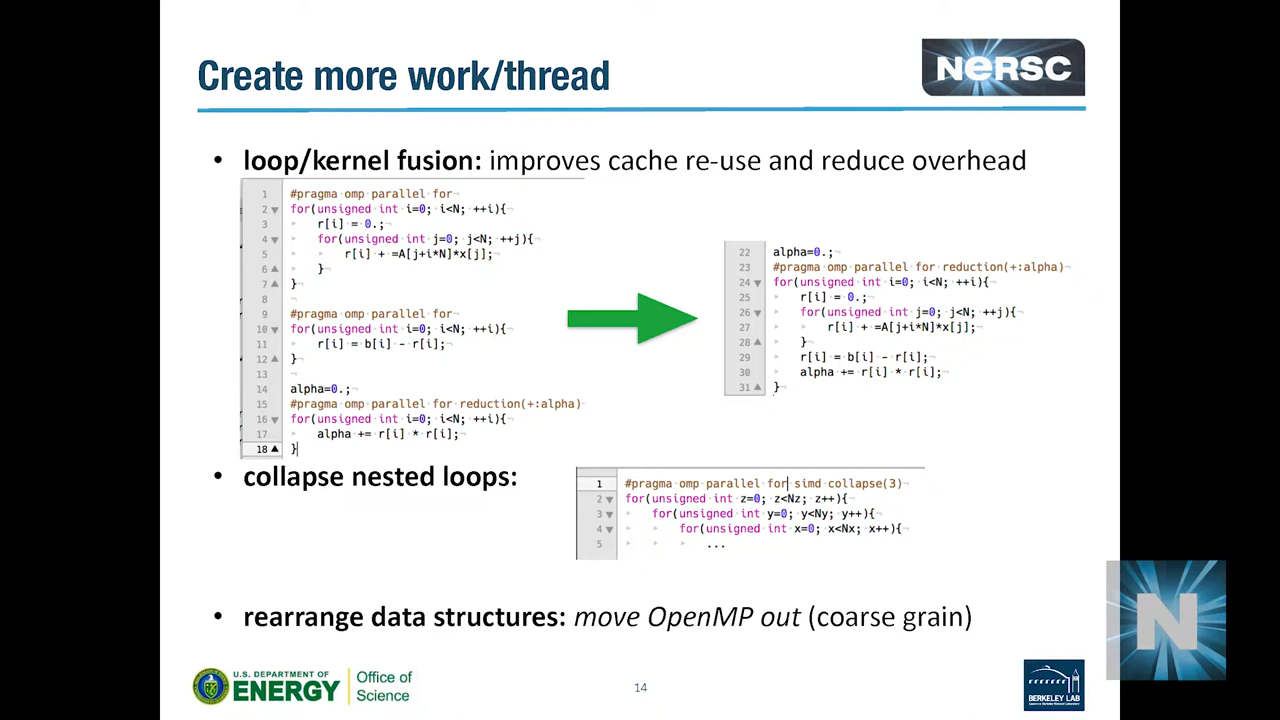 Create more work/thread
NERSC
• loop/kernel fusion: improves cache re-use and reduce overhead
1 #pragma omp parallel for
2 for(unsigned int i=0; i<N; ++i){
3 r[i] = 0.;
4 for(unsigned int j=0; j<N; ++j){
5 r[i] + =A[j+i*N]*x[j];
6 }
7 }
8
9 #pragma omp parallel for
10 for(unsigned int i=0; i<N; ++i){
11 r[i] = b[i] - r[i];
12 }
13
14 alpha=0.;
15 #pragma omp parallel for reduction(+:alpha)
16 for(unsigned int i=0; i<N; ++i){
17 alpha += r[i] * r[i];
18 }
22 alpha=0.;
23 #pragma omp parallel for reduction(+:alpha)
24 for(unsigned int i=0; i<N; ++i){
25 r[i] = 0.;
26 for(unsigned int j=0; j<N; ++j){
27 r[i] + =A[j+i*N]*x[j];
28 }
29 r[i] = b[i] - r[i];
30 alpha += r[i] * r[i];
31 }
• collapse nested loops:
1 #pragma omp parallel for simd collapse(3)
2 for(unsigned int z=0; z<Nz; z++){
3 for(unsigned int y=0; y<Ny; y++){
4 for(unsigned int x=0; x<Nx; x++){
5 ...
• rearrange data structures: move OpenMP out (coarse grain)
N
U.S. DEPARTMENT OF
ENERGY
Office of
Science
14
BERKELEY LAB